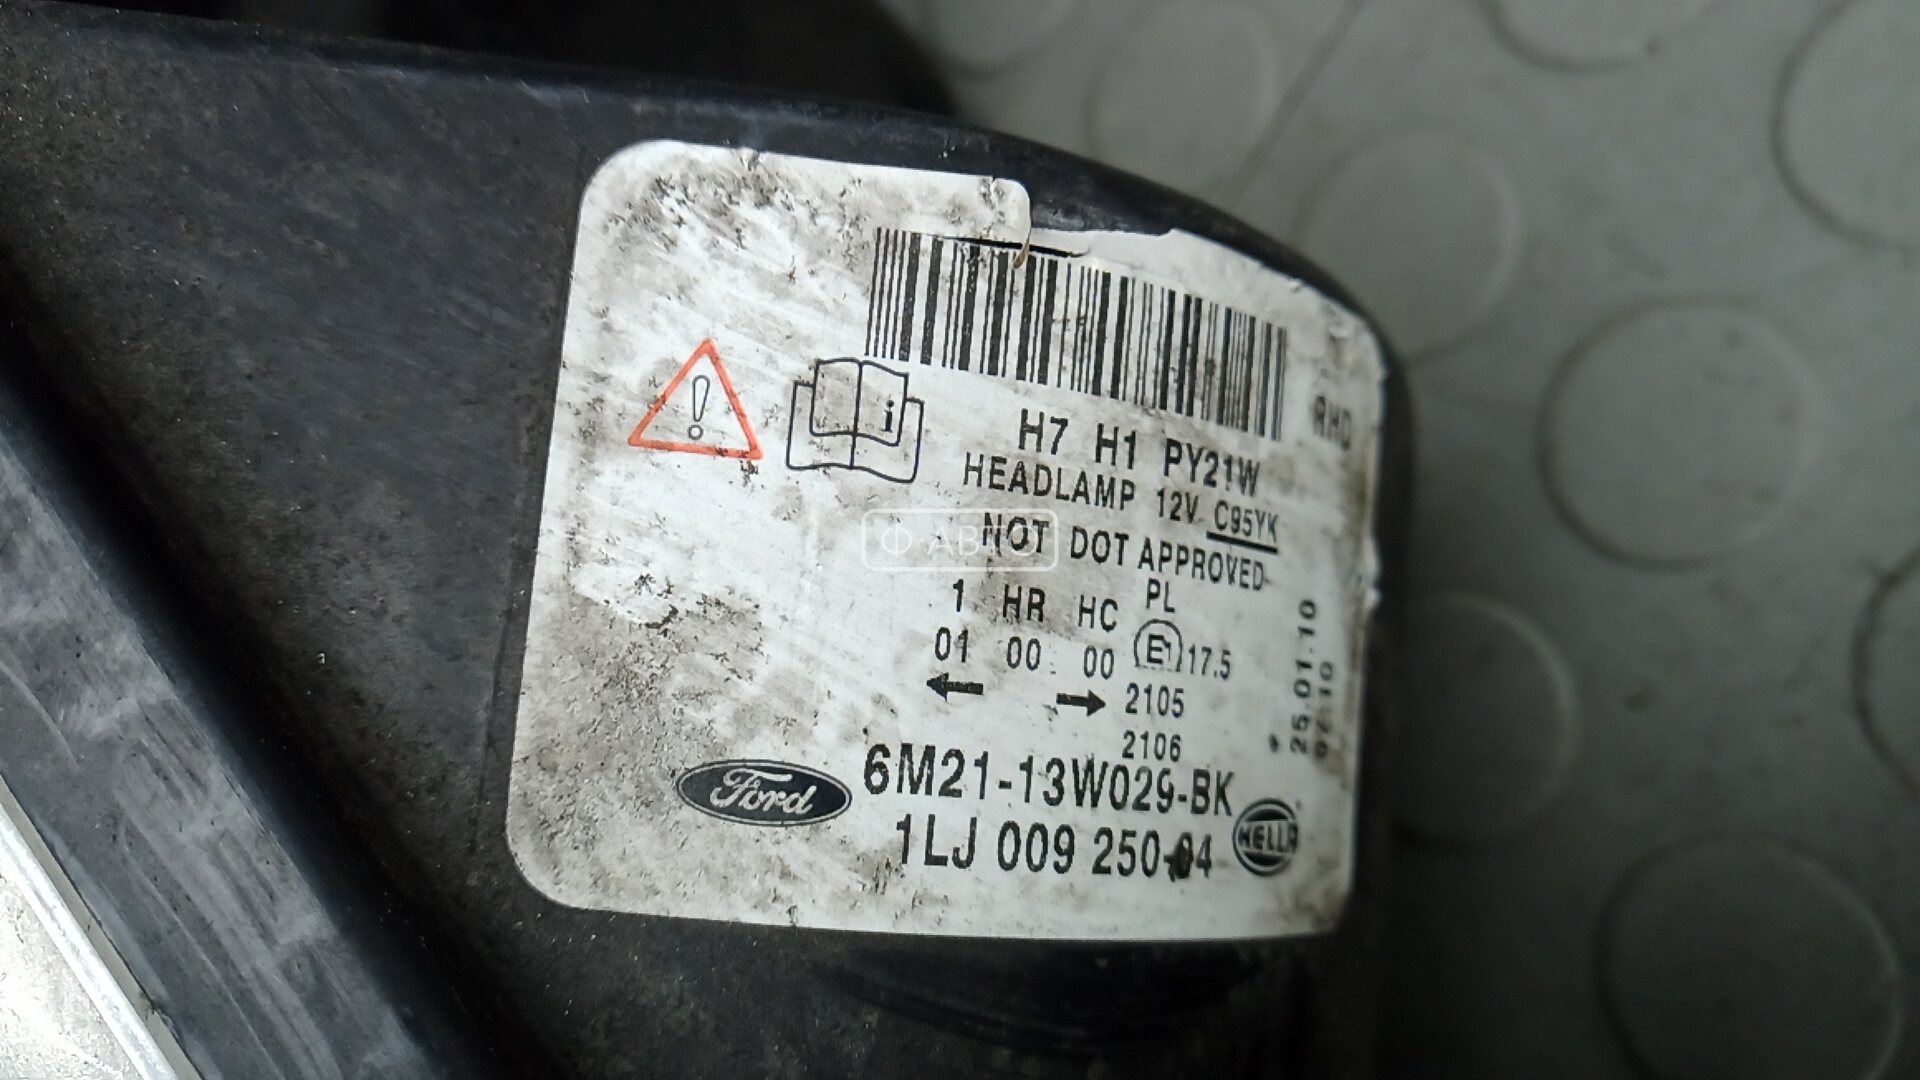 RHD
H7 H1 PY21W
HEADLAMP 12V C95YK
NOT DOT APPROVED
1 HR HC PL
01 00 00 E1 17.5
2105
2106
25.01.10
Ford 6M21-13W029-BK
1LJ 009 250-04 HELLA
Ф-АВТО